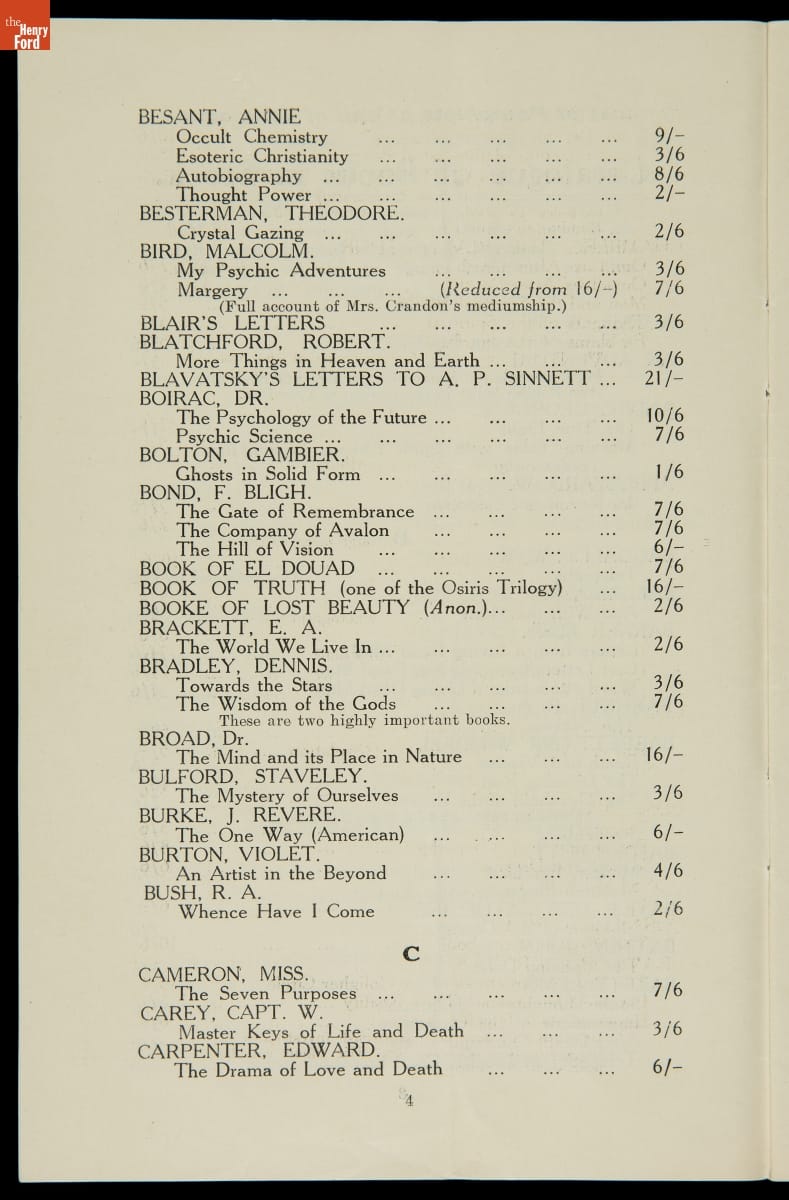 the
Henry
Ford
BESANT, ANNIE
Occult Chemistry ... ... ... ... ... 9/-
Esoteric Christianity ... ... ... ... ... 3/6
Autobiography ... ... ... ... ... ... 8/6
Thought Power ... ... ... ... ... ... 2/-
BESTERMAN, THEODORE.
Crystal Gazing ... ... ... ... ... ... 2/6
BIRD, MALCOLM.
My Psychic Adventures ... ... ... ... 3/6
Margery ... ... ... (Reduced from 16/-) 7/6
(Full account of Mrs. Crandon's mediumship.)
BLAIR'S LETTERS ... ... ... ... ... 3/6
BLATCHFORD, ROBERT.
More Things in Heaven and Earth ... ... ... 3/6
BLAVATSKY'S LETTERS TO A. P. SINNETT ... 21/-
BOIRAC, DR.
The Psychology of the Future ... ... ... ... 10/6
Psychic Science ... ... ... ... ... ... 7/6
BOLTON, GAMBIER.
Ghosts in Solid Form ... ... ... ... ... 1/6
BOND, F. BLIGH.
The Gate of Remembrance ... ... ... ... 7/6
The Company of Avalon ... ... ... ... 7/6
The Hill of Vision ... ... ... ... ... 6/-
BOOK OF EL DOUAD ... ... ... ... ... 7/6
BOOK OF TRUTH (one of the Osiris Trilogy) ... 16/-
BOOKE OF LOST BEAUTY (Anon.)... ... ... 2/6
BRACKETT, E. A.
The World We Live In ... ... ... ... ... 2/6
BRADLEY, DENNIS.
Towards the Stars ... ... ... ... ... 3/6
The Wisdom of the Gods ... ... ... ... 7/6
These are two highly important books.
BROAD, Dr.
The Mind and its Place in Nature ... ... ... 16/-
BULFORD, STAVELEY.
The Mystery of Ourselves ... ... ... ... 3/6
BURKE, J. REVERE.
The One Way (American) ... ... ... ... 6/-
BURTON, VIOLET.
An Artist in the Beyond ... ... ... ... 4/6
BUSH, R. A.
Whence Have I Come ... ... ... ... 2/6
C
CAMERON, MISS.
The Seven Purposes ... ... ... ... ... 7/6
CAREY, CAPT. W.
Master Keys of Life and Death ... ... ... 3/6
CARPENTER, EDWARD.
The Drama of Love and Death ... ... ... 6/-
4